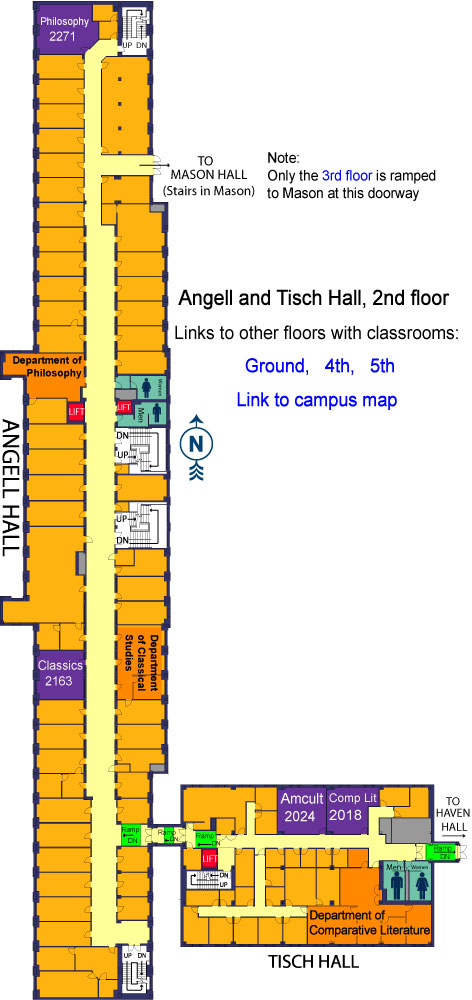 Philosophy
2271
UP DN
TO
MASON HALL
(Stairs in Mason)
Note:
Only the 3rd floor is ramped
to Mason at this doorway
Angell and Tisch Hall, 2nd floor
Links to other floors with classrooms:
Ground, 4th, 5th
Link to campus map
Department of
Philosophy
Women
LIFT
LIFT
Men
DN
UP
N
ANGELL HALL
UP
DN
Department
of Classical
Studies
Classics
2163
Amcult
2024
Comp Lit
2018
TO
HAVEN
HALL
Ramp
DN
Ramp
DN
Ramp
DN
Ramp
DN
LIFT
DN
UP
Men
Women
Department of
Comparative Literature
UP DN
TISCH HALL